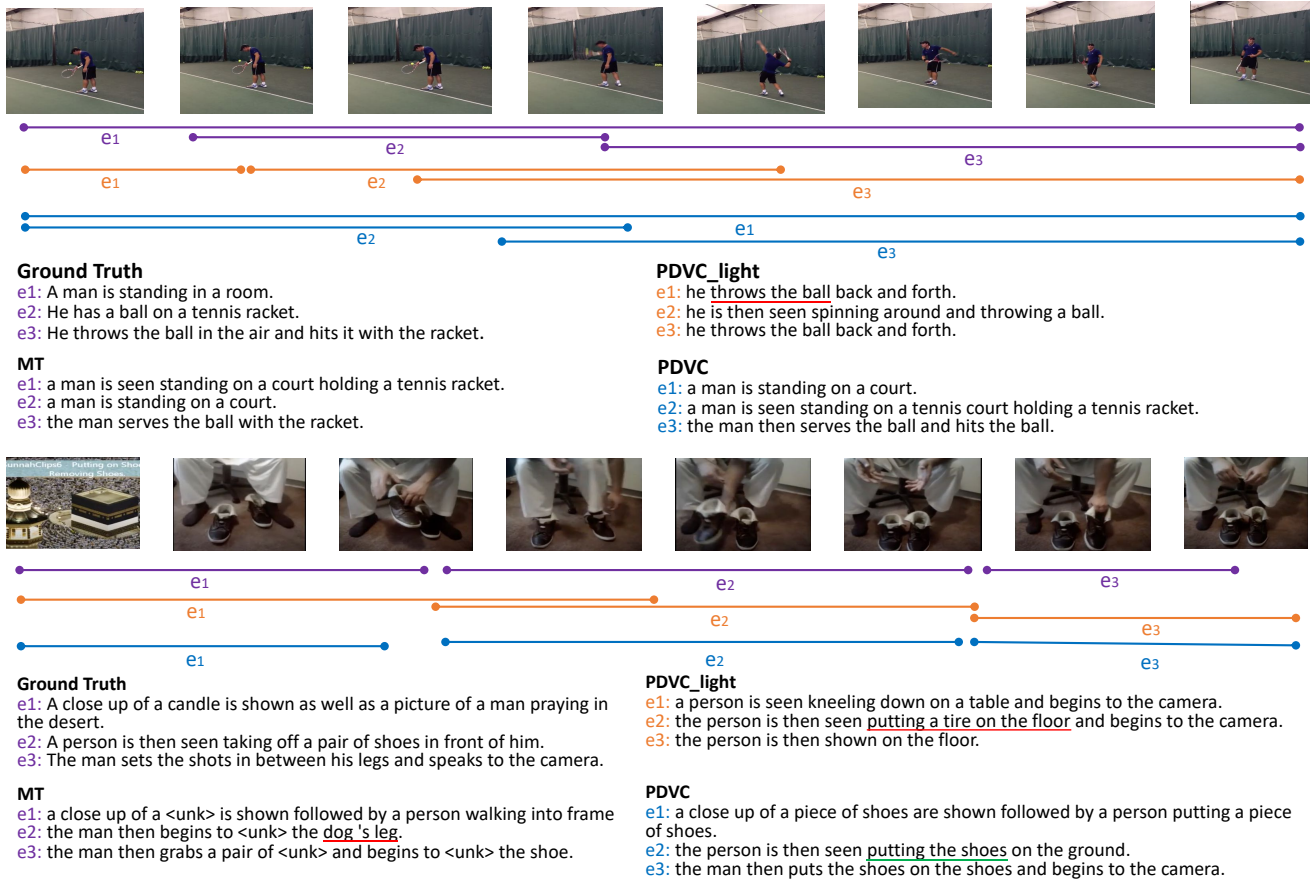 e1
e2
e3
e1
e2
e3
e1
e2
e3
Ground Truth
e1: A man is standing in a room.
e2: He has a ball on a tennis racket.
e3: He throws the ball in the air and hits it with the racket.
MT
e1: a man is seen standing on a court holding a tennis racket.
e2: a man is standing on a court.
e3: the man serves the ball with the racket.
PDVC_light
e1: he throws the ball back and forth.
e2: he is then seen spinning around and throwing a ball.
e3: he throws the ball back and forth.
PDVC
e1: a man is standing on a court.
e2: a man is seen standing on a tennis court holding a tennis racket.
e3: the man then serves the ball and hits the ball.
unnahClips6 Putting on Shoe
Removing Shoes
e1
e2
e3
e1
e2
e3
e1
e2
e3
Ground Truth
e1: A close up of a candle is shown as well as a picture of a man praying in
the desert.
e2: A person is then seen taking off a pair of shoes in front of him.
e3: The man sets the shots in between his legs and speaks to the camera.
MT
e1: a close up of a <unk> is shown followed by a person walking into frame
e2: the man then begins to <unk> the dog 's leg.
e3: the man then grabs a pair of <unk> and begins to <unk> the shoe.
PDVC_light
e1: a person is seen kneeling down on a table and begins to the camera.
e2: the person is then seen putting a tire on the floor and begins to the camera.
e3: the person is then shown on the floor.
PDVC
e1: a close up of a piece of shoes are shown followed by a person putting a piece
of shoes.
e2: the person is then seen putting the shoes on the ground.
e3: the man then puts the shoes on the shoes and begins to the camera.